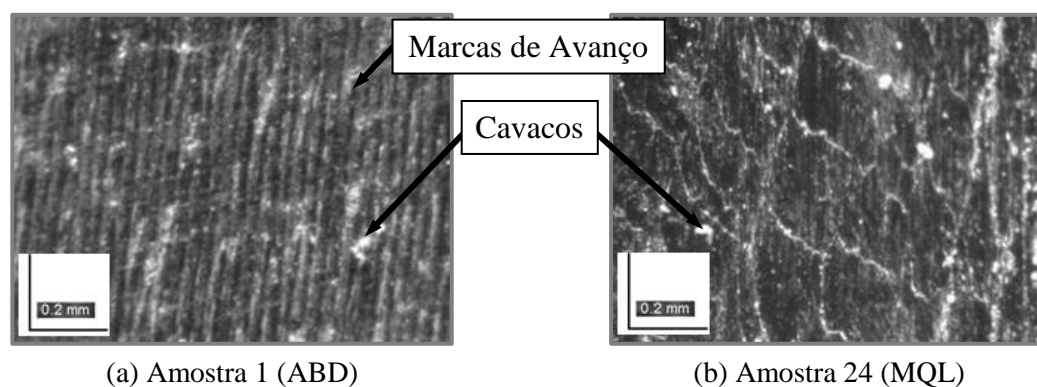 Marcas de Avanço
Cavacos
0.2 mm
0.2 mm
(a) Amostra 1 (ABD)
(b) Amostra 24 (MQL)